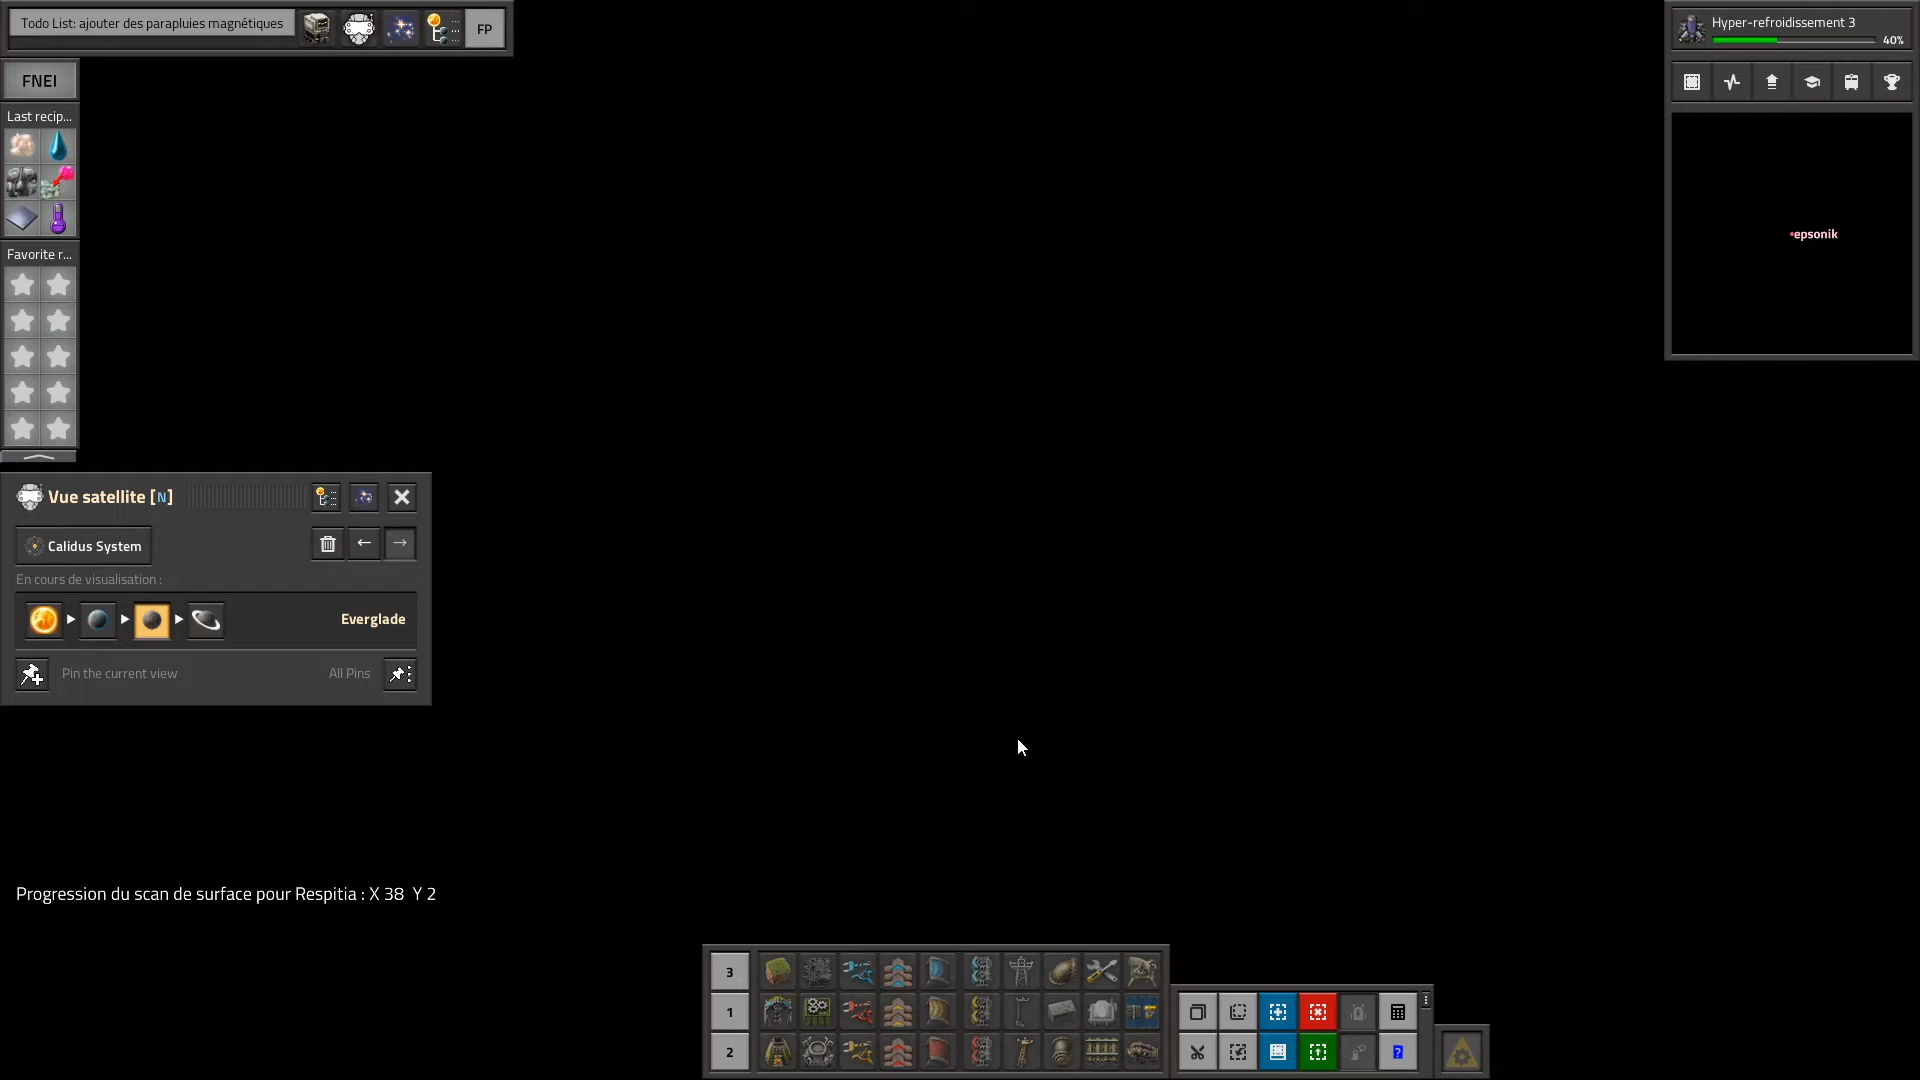 Todo List: ajouter des parapluies magnétiques
FP
Hyper-refroidissement 3
40%
FNEI
Last recip...
Favorite r...
epsonik
Vue satellite [N]
Calidus System
En cours de visualisation :
Everglade
Pin the current view
All Pins
Progression du scan de surface pour Respitia : X 38 Y 2
3
1
2
?